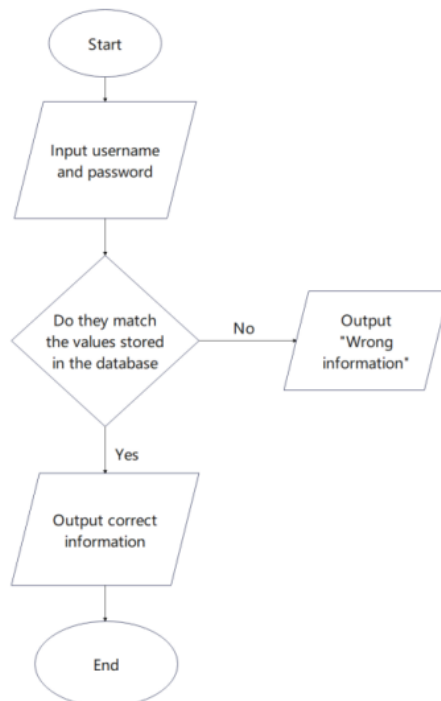 Start
Input username
and password
Do they match
the values stored
in the database
No
Output
"Wrong
information"
Yes
Output correct
information
End